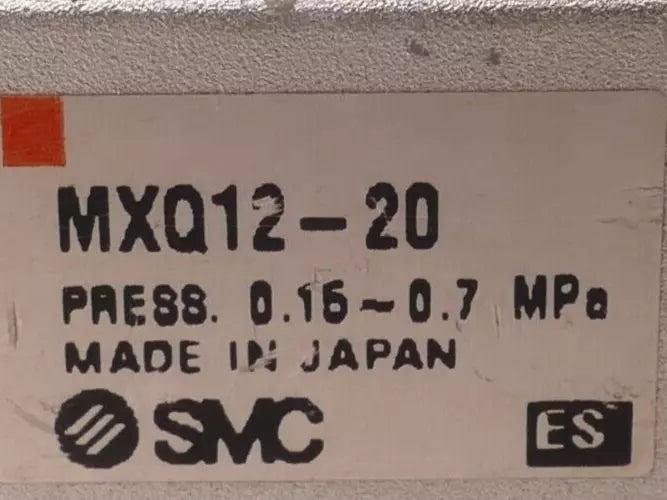 MXQ12-20
PRESS. 0.15~0.7 MPa
MADE IN JAPAN
SMC ES